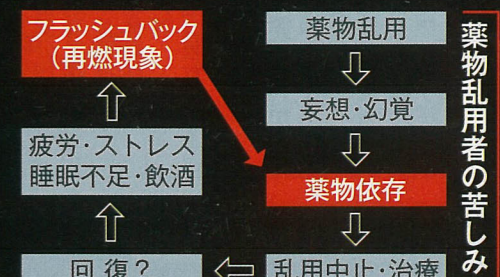 薬物乱用者の苦しみ
薬物乱用
妄想・幻覚
薬物依存
乱用中止・治療
回復?
疲労・ストレス
睡眠不足・飲酒
フラッシュバック
(再燃現象)